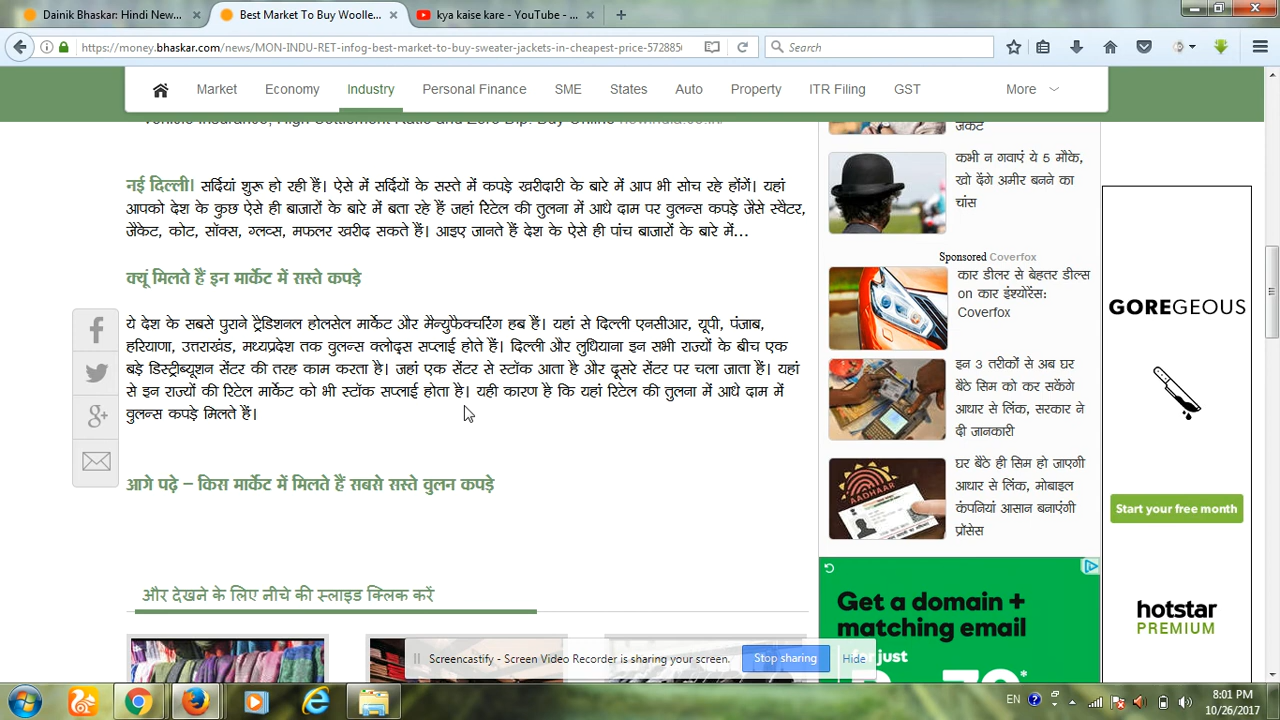 Dainik Bhaskar: Hindi New...
Best Market To Buy Woolle...
kya kaise kare - YouTube - ...
https://money.bhaskar.com/news/MON-INDU-RET-infog-best-market-to-buy-sweater-jackets-in-cheapest-price-572885
Search
Market
Economy
Industry
Personal Finance
SME
States
Auto
Property
ITR Filing
GST
More
नई दिल्ली। सर्दियां शुरू हो रही हैं। ऐसे में सर्दियों के सस्ते में कपड़े खरीदारी के बारे में आप भी सोच रहे होंगें। यहां
आपको देश के कुछ ऐसे ही बाजारों के बारे में बता रहे हैं जहां रिटेल की तुलना में आधे दाम पर वुलन्स कपड़े जैसे स्वैटर,
जैकेट, कोट, सॉक्स, ग्लव्स, मफलर खरीद सकते हैं। आइए जानते हैं देश के ऐसे ही पांच बाजारों के बारे में...
क्यूं मिलते हैं इन मार्केट में सस्ते कपड़े
ये देश के सबसे पुराने ट्रेडिशनल होलसेल मार्केट और मैन्युफैक्चरिंग हब हैं। यहां से दिल्ली एनसीआर, यूपी, पंजाब,
हरियाणा, उतराखंड, मध्यप्रदेश तक वुलन्स क्लोद्स सप्लाई होते हैं। दिल्ली और लुधियाना इन सभी राज्यों के बीच एक
बड़े डिस्ट्रीब्यूशन सेंटर की तरह काम करता है। जहां एक सेंटर से स्टॉक आता है और दूसरे सेंटर पर चला जाता हैं। यहां
से इन राज्यों की रिटेल मार्केट को भी स्टॉक सप्लाई होता है। यही कारण है कि यहां रिटेल की तुलना में आधे दाम में
वुलन्स कपड़े मिलते हैं।
आगे पढ़े – किस मार्केट में मिलते हैं सबसे सस्ते वुलन कपड़े
और देखने के लिए नीचे की स्लाइड क्लिक करें
जैकेट
कभी न गवाएं ये 5 मौके,
खो देंगे अमीर बनने का
चांस
Sponsored Coverfox
कार डीलर से बेहतर डील्स
on कार इंश्योरेंस:
Coverfox
इन 3 तरीकों से अब घर
बैठे सिम को कर सकेंगे
आधार से लिंक, सरकार ने
दी जानकारी
AADHAAR
घर बैठे ही सिम हो जाएगी
आधार से लिंक, मोबाइल
कंपनियां आसान बनाएंगी
प्रॉसेस
Get a domain +
matching email
just
GOREGEOUS
Start your free month
hotstar
PREMIUM
Screencastify - Screen Video Recorder is sharing your screen.
Stop sharing
Hide
EN
8:01 PM
10/26/2017